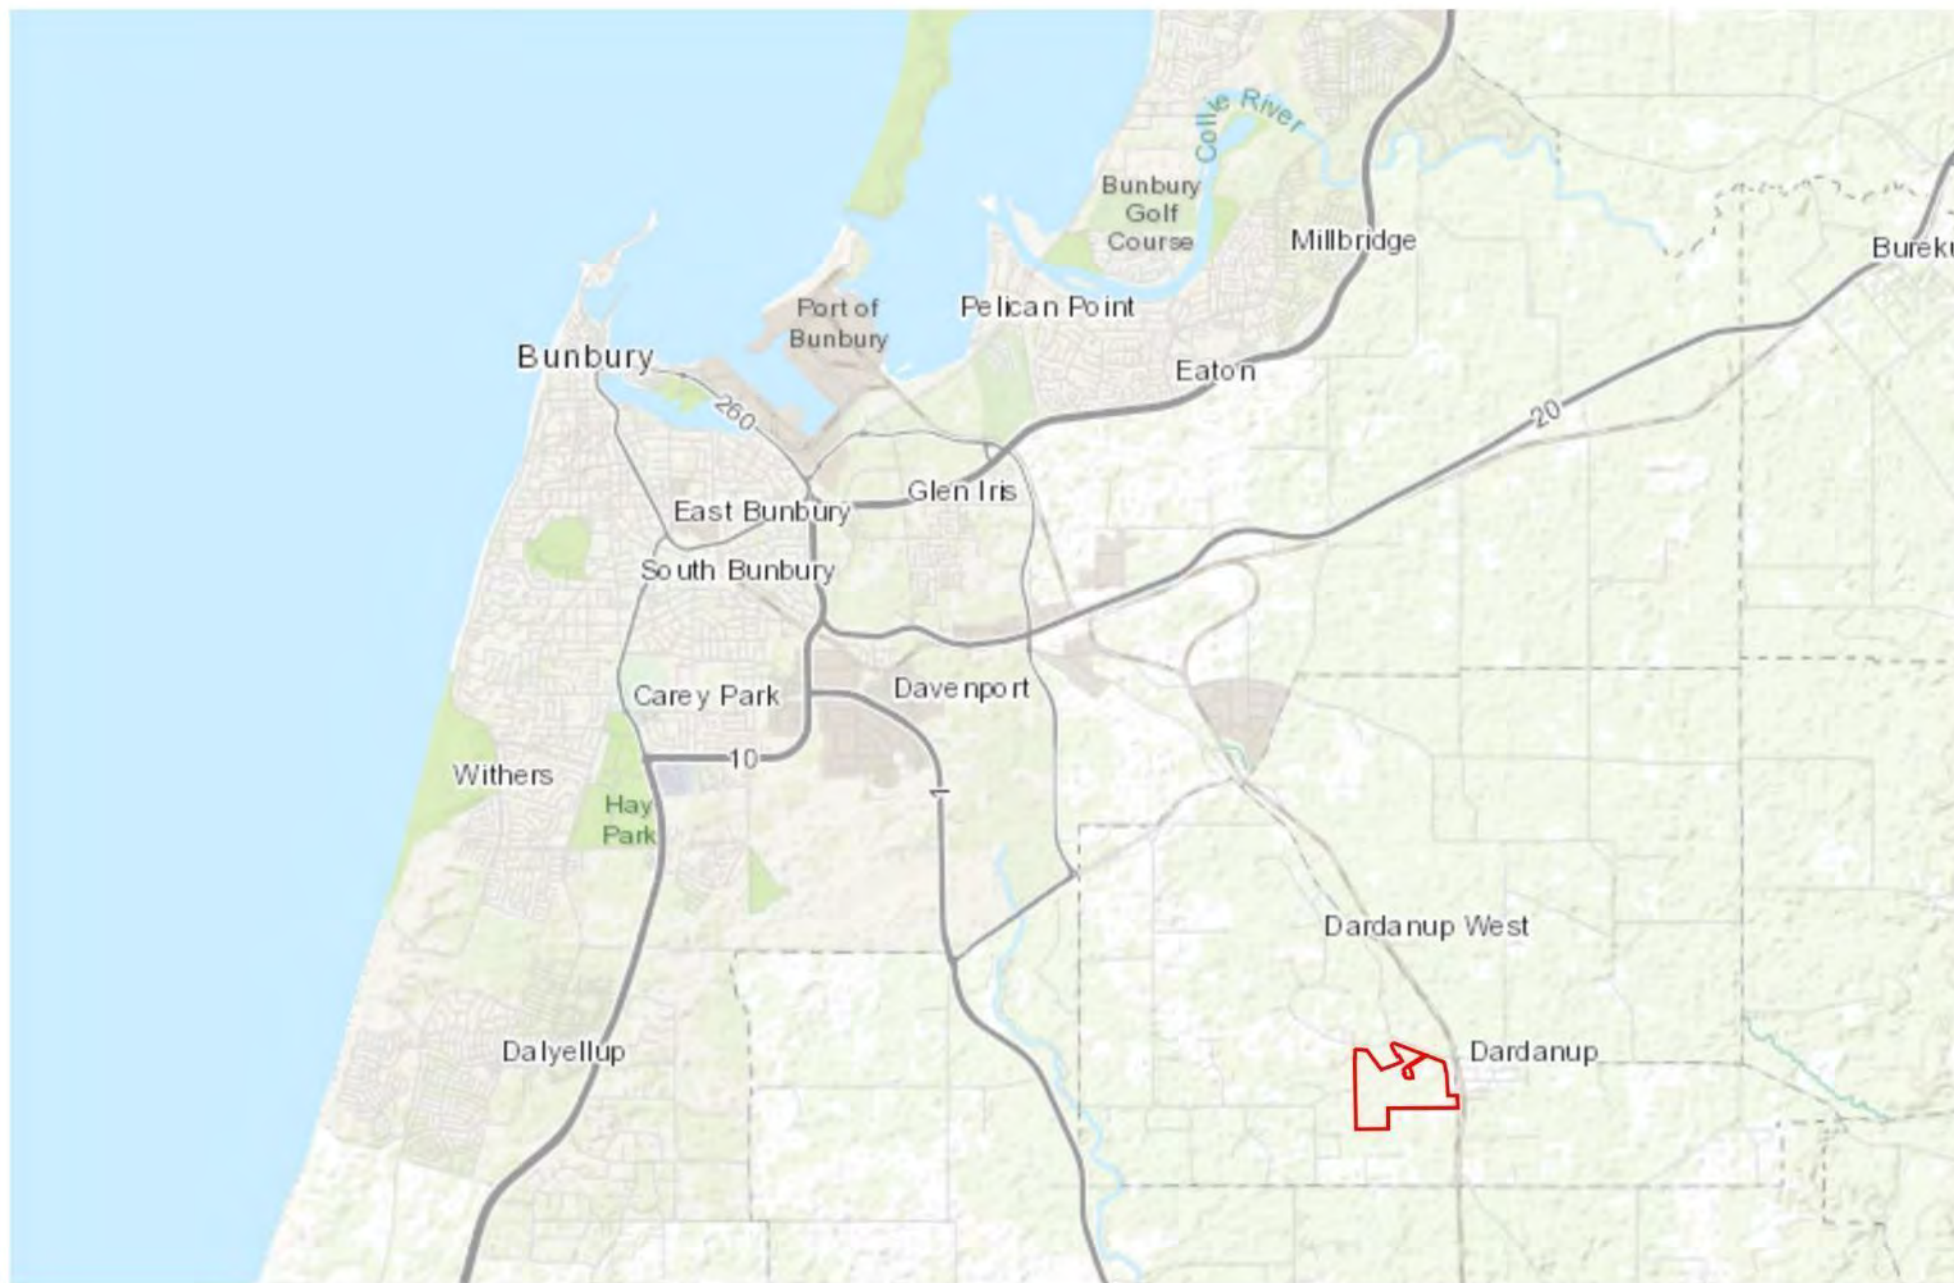 Collie River
Bunbury
Golf
Course
Millbridge
Bureku
Port of
Bunbury
Pelican Point
Bunbury
Eaton
260
20
Glen Iris
East Bunbury
South Bunbury
Carey Park
Davenport
10
Withers
1
Hay
Park
Dardanup West
Dalyellup
Dardanup